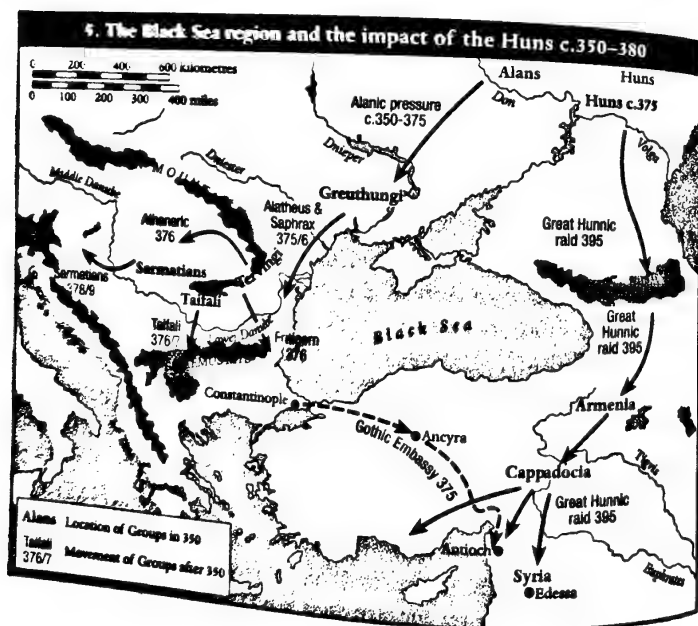 5. The Black Sea region and the impact of the Huns c.350–380
0 200 400 600 kilometres
0 100 200 300 400 miles
Alans
Huns
Huns c.375
Don
Volga
Alanic pressure
c.350-375
Dnieper
Dniester
Middle Danube
Greuthungi
Alatheus &
Saphrax
375/6
Athanaric
376
Great Hunnic
raid 395
Sarmatians
Sarmatians
378/9
Tervingi
Taifali
Taifali
376/7
Lower Danube
Fritigern
376
Black Sea
Great
Hunnic
raid 395
Constantinople
Ancyra
Gothic Embassy 375
Armenia
Tigris
Cappadocia
Great Hunnic
raid 395
Antioch
Syria
Edessa
Euphrates
Alans Location of Groups in 350
Taifali
376/7 Movement of Groups after 350